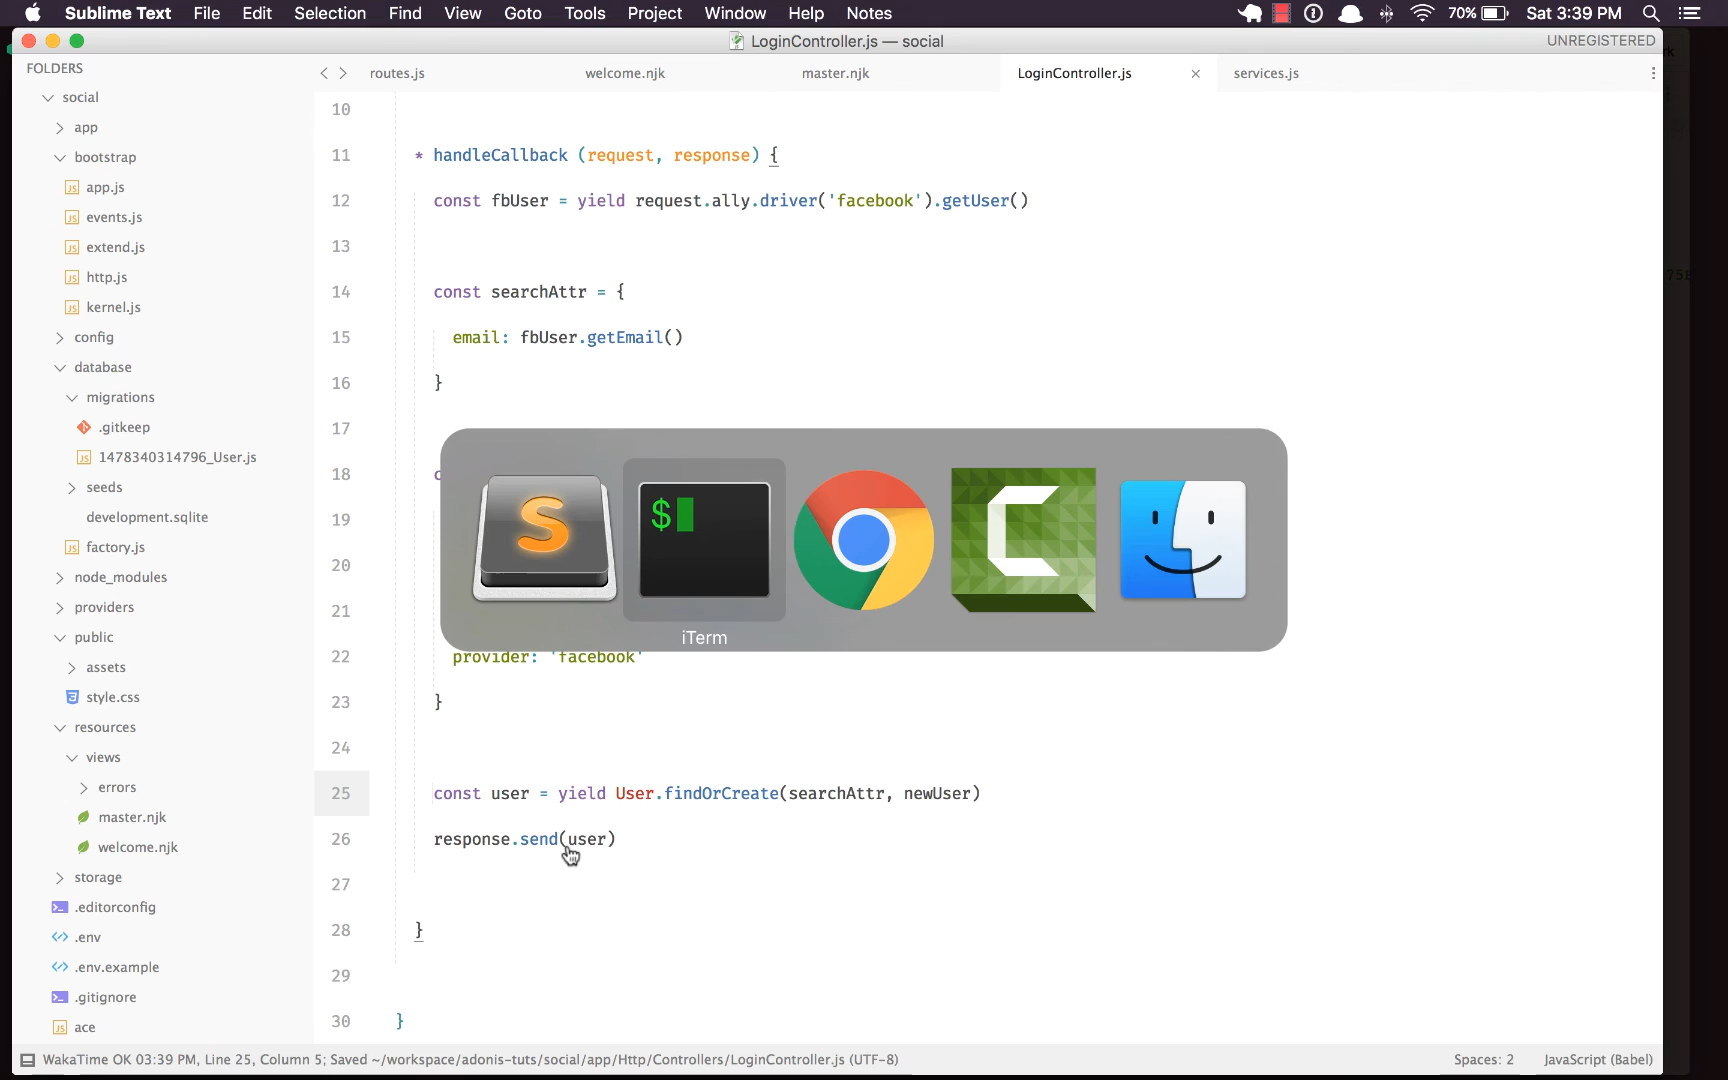 Sublime Text File Edit Selection Find View Goto Tools Project Window Help Notes 70% Sat 3:39 PM
LoginController.js — social UNREGISTERED
FOLDERS
social
app
bootstrap
app.js
events.js
extend.js
http.js
kernel.js
config
database
migrations
.gitkeep
1478340314796_User.js
seeds
development.sqlite
factory.js
node_modules
providers
public
assets
style.css
resources
views
errors
master.njk
welcome.njk
storage
.editorconfig
.env
.env.example
.gitignore
ace
routes.js welcome.njk master.njk LoginController.js services.js
10
11 * handleCallback (request, response) {
12 const fbUser = yield request.ally.driver('facebook').getUser()
13
14 const searchAttr = {
15 email: fbUser.getEmail()
16 }
17
18 c
19
20
21
22 provider: 'facebook'
23 }
24
25 const user = yield User.findOrCreate(searchAttr, newUser)
26 response.send(user)
27
28 }
29
30 }
$
iTerm
WakaTime OK 03:39 PM, Line 25, Column 5; Saved ~/workspace/adonis-tuts/social/app/Http/Controllers/LoginController.js (UTF-8) Spaces: 2 JavaScript (Babel)